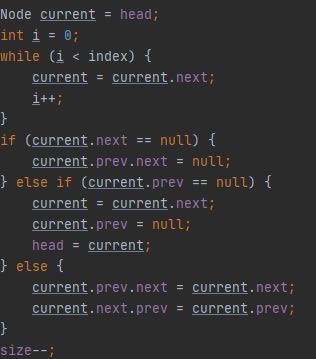 Node current = head;
int i = 0;
while (i < index) {
    current = current.next;
    i++;
}
if (current.next == null) {
    current.prev.next = null;
} else if (current.prev == null) {
    current = current.next;
    current.prev = null;
    head = current;
} else {
    current.prev.next = current.next;
    current.next.prev = current.prev;
}
size--;